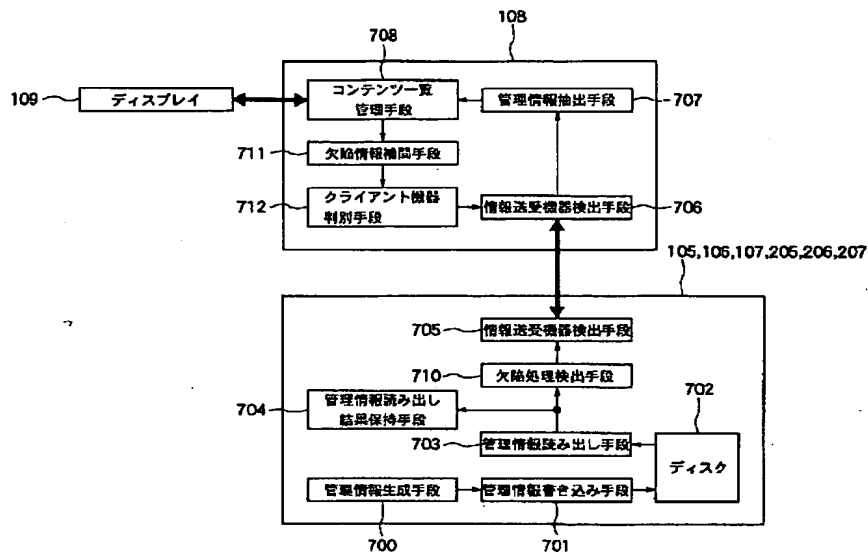 108
708
109
ディスプレイ
コンテンツ一覧
管理手段
管理情報抽出手段
707
711
欠陥情報補間手段
712
クライアント機器
判別手段
情報送受機器検出手段
706
105,106,107,205,206,207
705
情報送受機器検出手段
710
欠陥処理検出手段
702
704
管理情報読み出し
結果保持手段
703
管理情報読み出し手段
ディスク
管理情報生成手段
管理情報書き込み手段
700
701